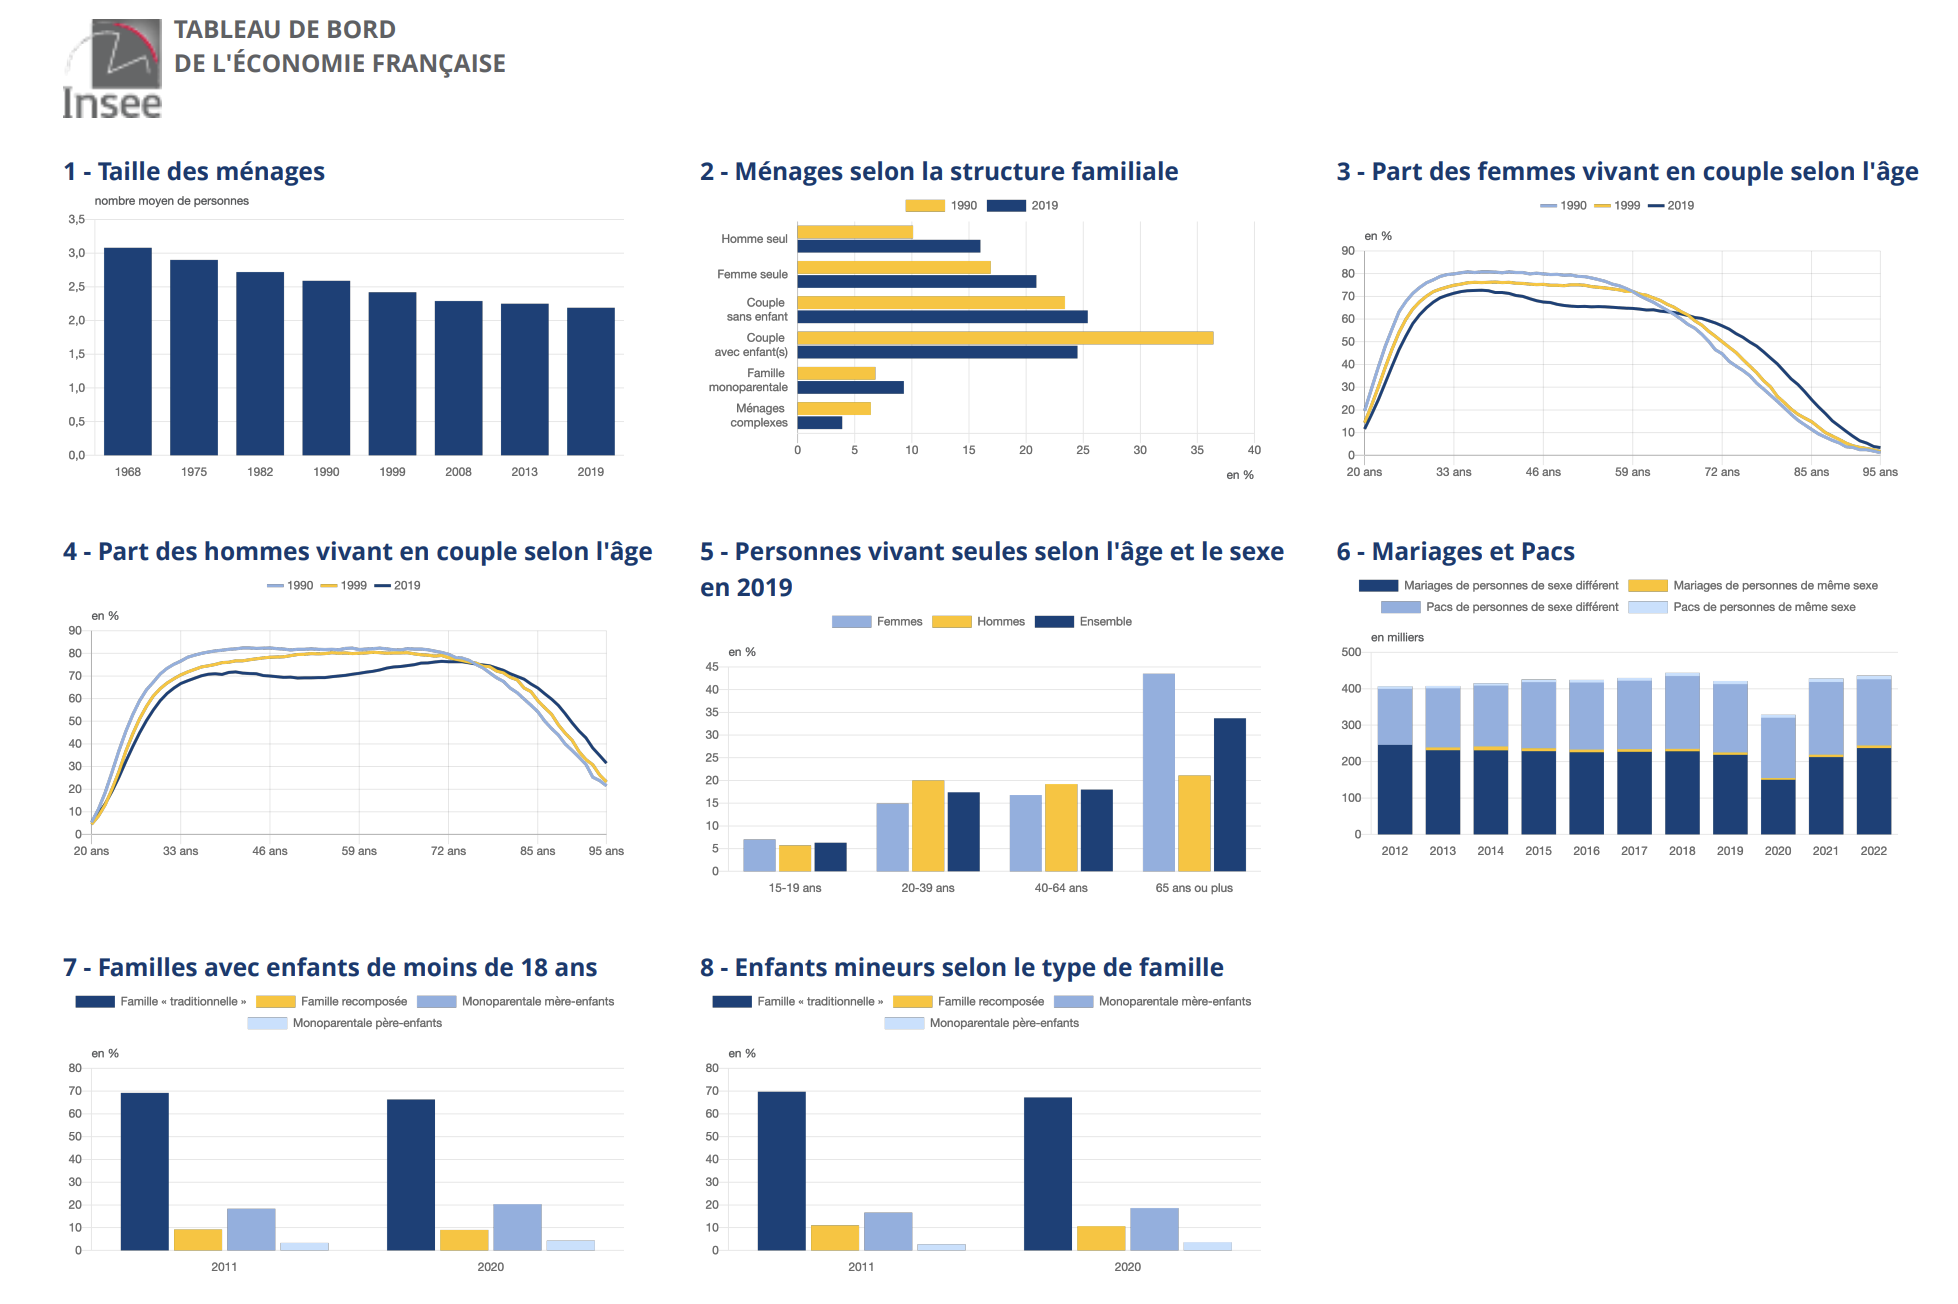 TABLEAU DE BORD
DE L'ÉCONOMIE FRANÇAISE
Insee
1 - Taille des ménages
nombre moyen de personnes
3,5
3,0
2,5
2,0
1,5
1,0
0,5
0,0
1968 1975 1982 1990 1999 2008 2013 2019
2 - Ménages selon la structure familiale
1990 2019
Homme seul
Femme seule
Couple
sans enfant
Couple
avec enfant(s)
Famille
monoparentale
Ménages
complexes
0 5 10 15 20 25 30 35 40
en %
3 - Part des femmes vivant en couple selon l'âge
1990 1999 2019
en %
90
80
70
60
50
40
30
20
10
0
20 ans 33 ans 46 ans 59 ans 72 ans 85 ans 95 ans
4 - Part des hommes vivant en couple selon l'âge
1990 1999 2019
en %
90
80
70
60
50
40
30
20
10
0
20 ans 33 ans 46 ans 59 ans 72 ans 85 ans 95 ans
5 - Personnes vivant seules selon l'âge et le sexe
en 2019
Femmes Hommes Ensemble
en %
45
40
35
30
25
20
15
10
5
0
15-19 ans 20-39 ans 40-64 ans 65 ans ou plus
6 - Mariages et Pacs
Mariages de personnes de sexe différent Mariages de personnes de même sexe
Pacs de personnes de sexe différent Pacs de personnes de même sexe
en milliers
500
400
300
200
100
0
2012 2013 2014 2015 2016 2017 2018 2019 2020 2021 2022
7 - Familles avec enfants de moins de 18 ans
Famille « traditionnelle » Famille recomposée Monoparentale mère-enfants
Monoparentale père-enfants
en %
80
70
60
50
40
30
20
10
0
2011 2020
8 - Enfants mineurs selon le type de famille
Famille « traditionnelle » Famille recomposée Monoparentale mère-enfants
Monoparentale père-enfants
en %
80
70
60
50
40
30
20
10
0
2011 2020